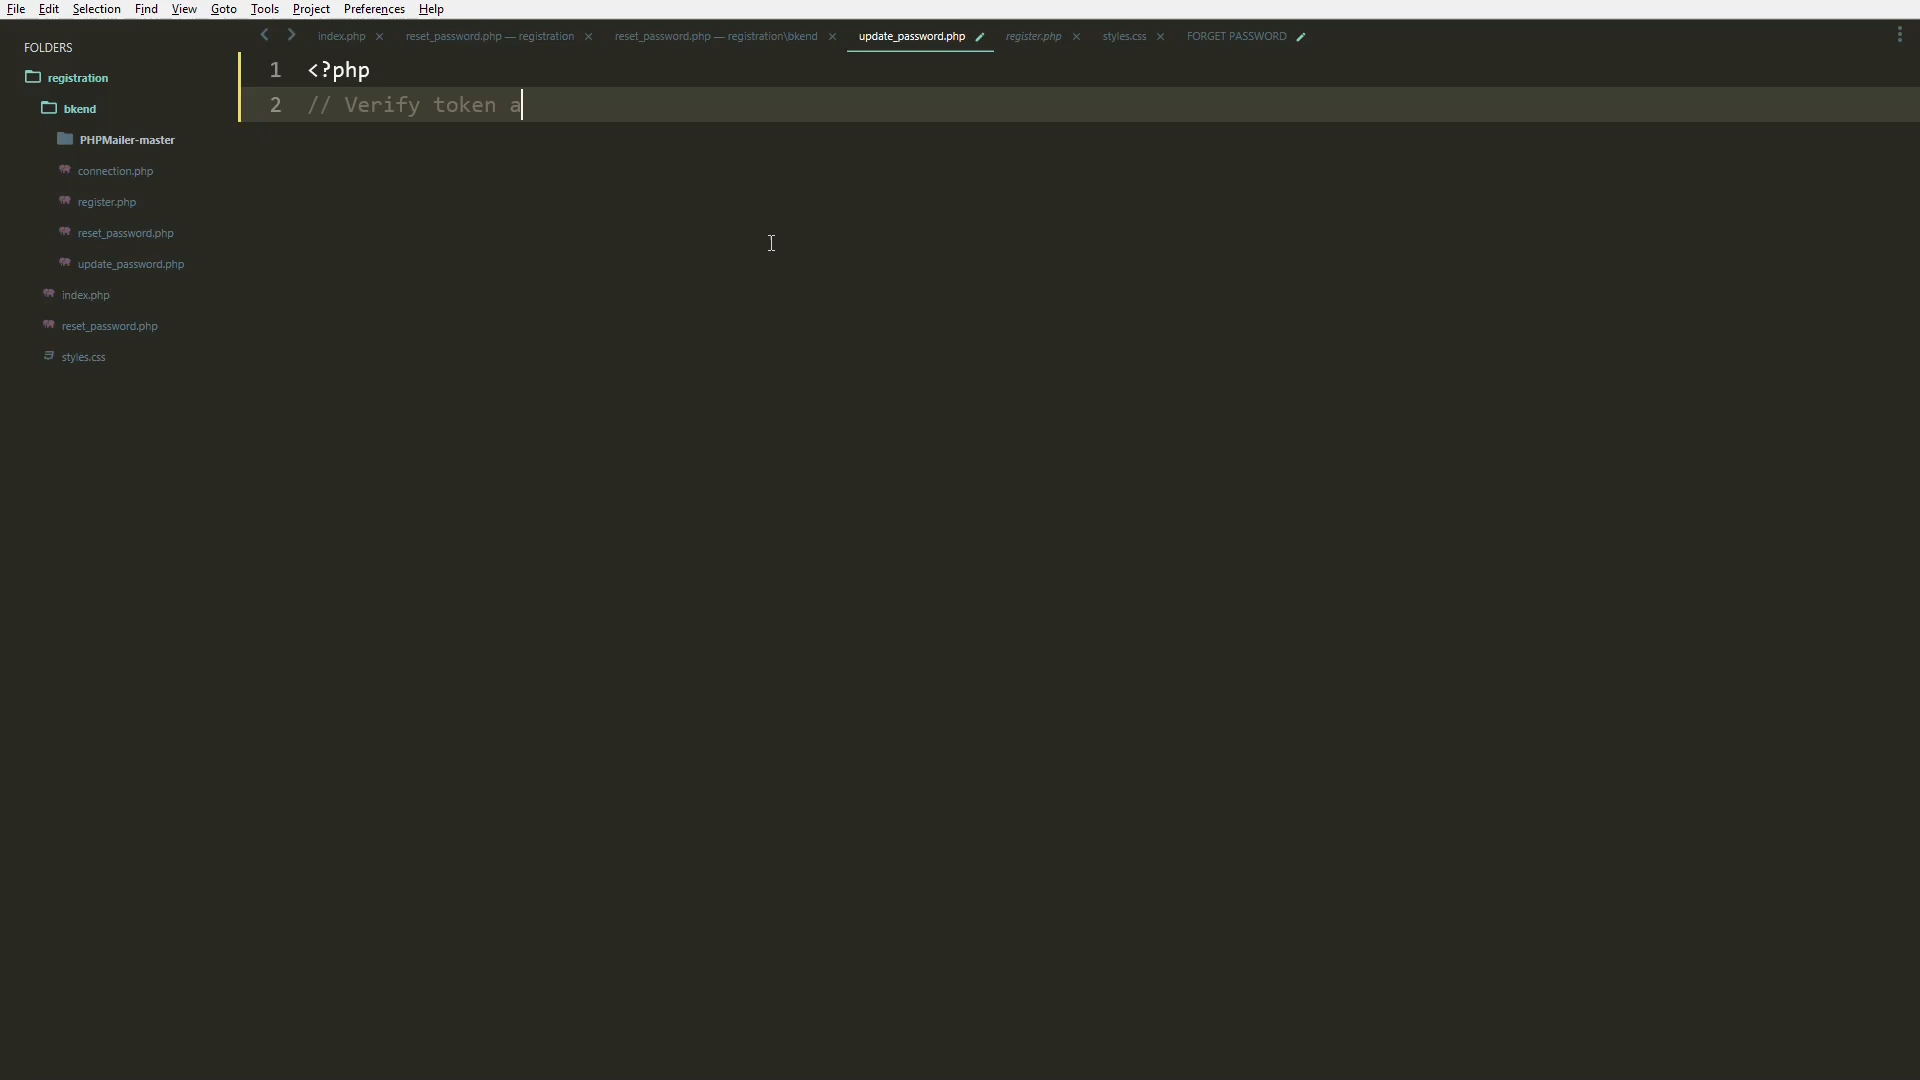 File Edit Selection Find View Goto Tools Project Preferences Help
FOLDERS
registration
bkend
PHPMailer-master
connection.php
register.php
reset_password.php
update_password.php
index.php
reset_password.php
styles.css
index.php × reset_password.php — registration × reset_password.php — registration\bkend × update_password.php register.php × styles.css × FORGET PASSWORD
1 <?php
2 // Verify token a